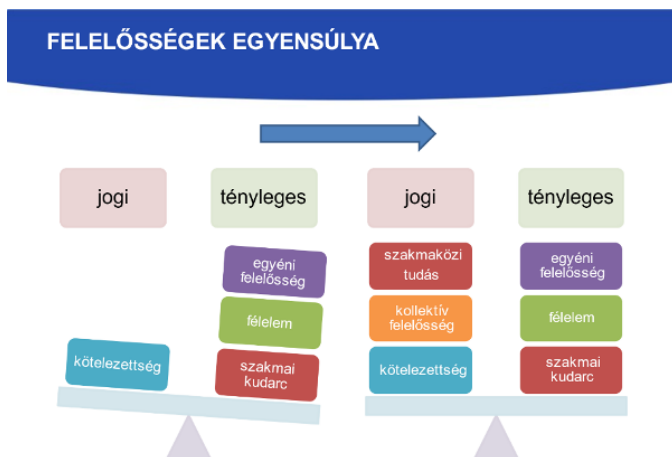 FELELŐSSÉGEK EGYENSÚLYA
jogi
tényleges
jogi
tényleges
egyéni
felelősség
félelem
kötelezettség
szakmai
kudarc
szakmaközi
tudás
kollektív
felelősség
kötelezettség
egyéni
felelősség
félelem
szakmai
kudarc